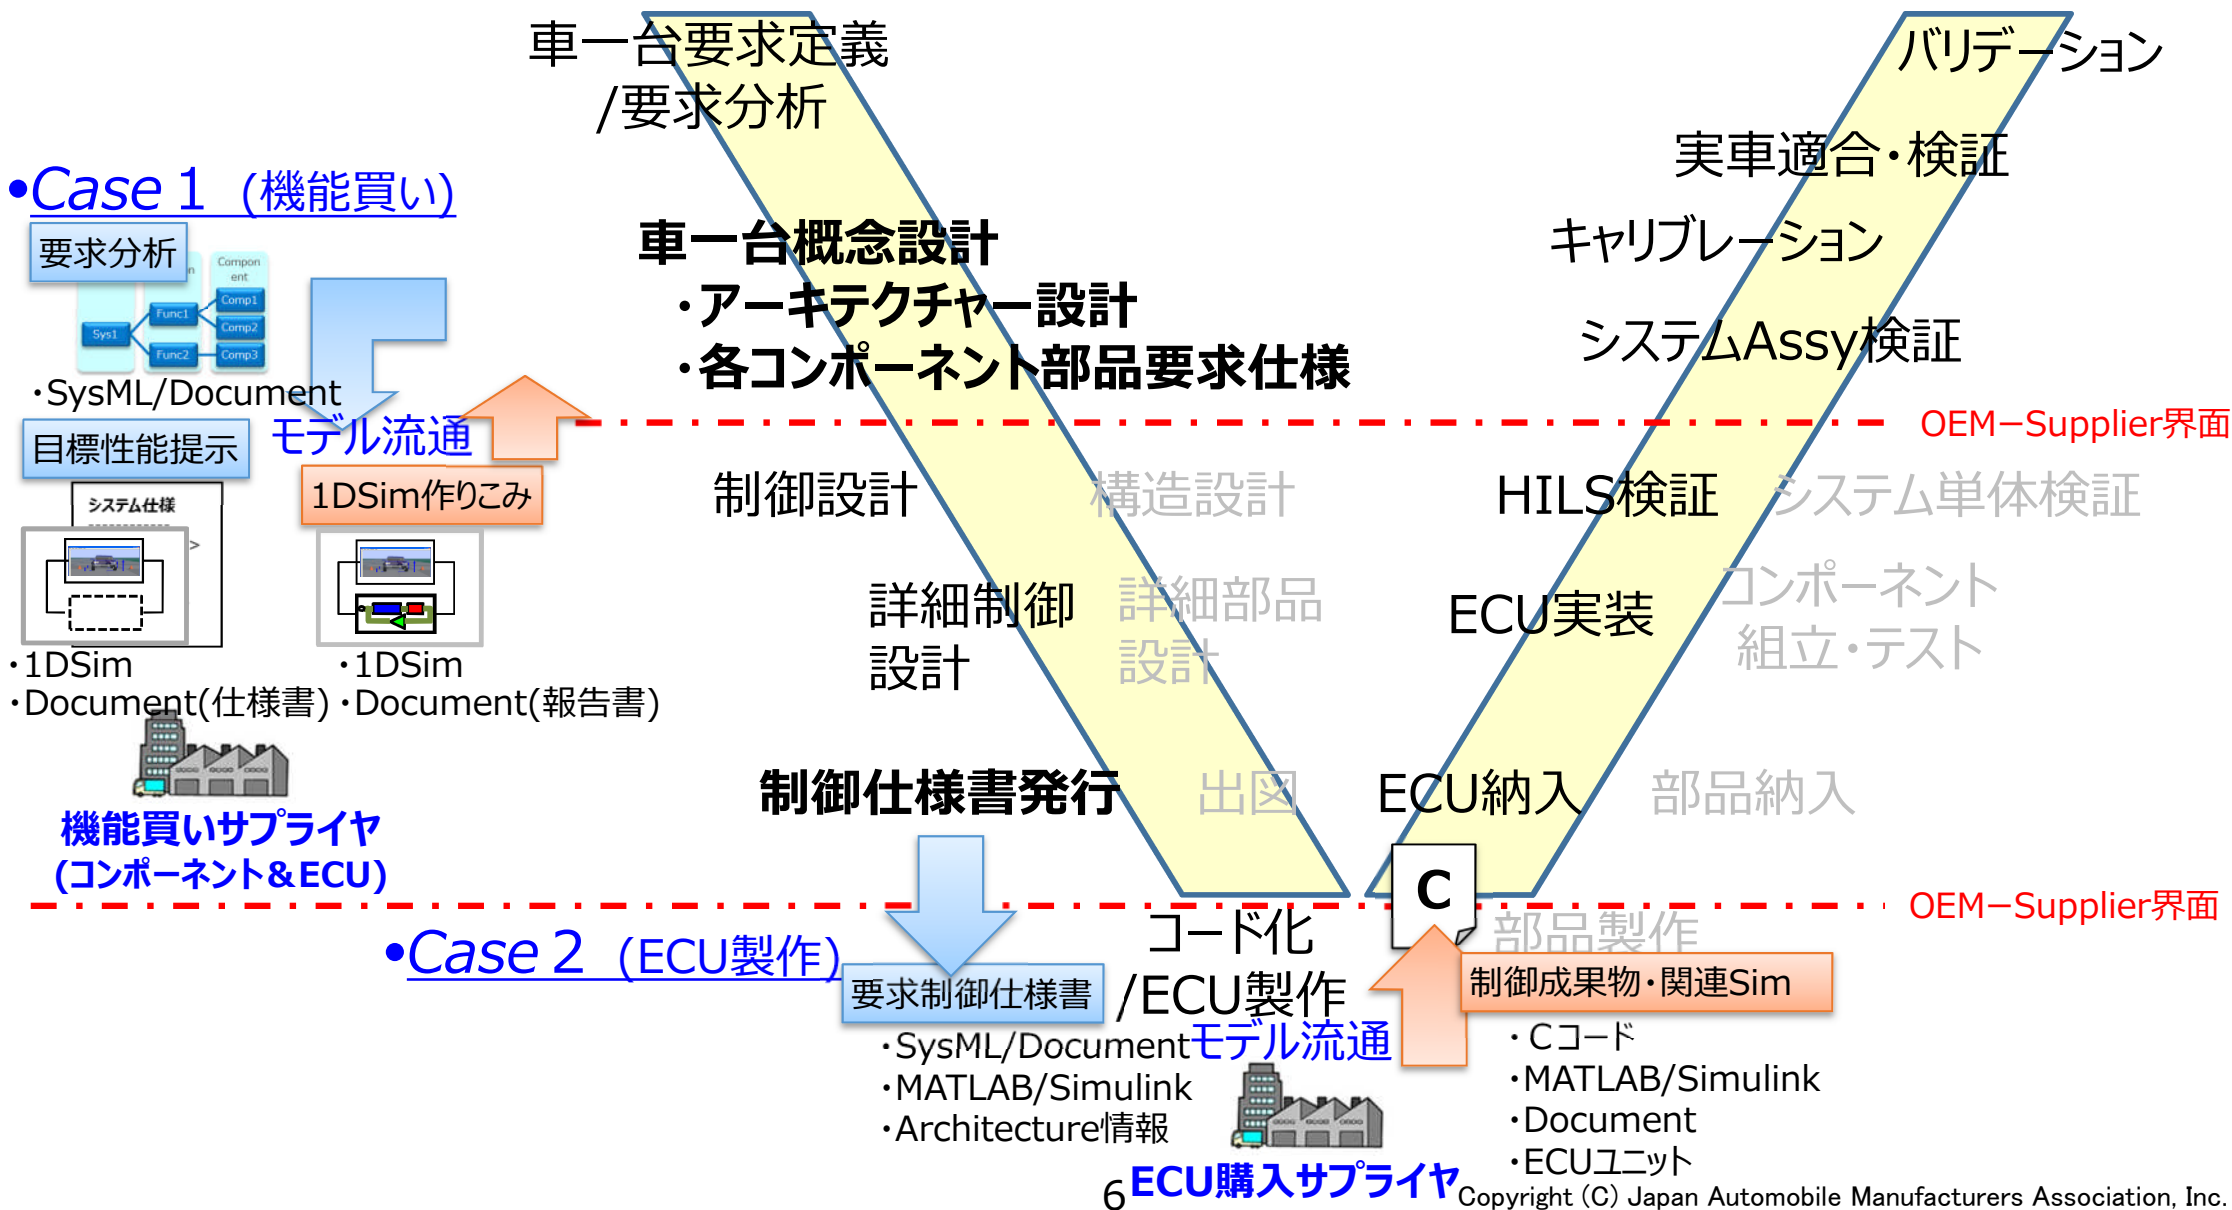 車一台要求定義
/要求分析
バリデーション
実車適合・検証
キャリブレーション
システムAssy検証
•Case 1 (機能買い)
要求分析
Compon
ent
n
Sys1
Func1
Func2
Comp1
Comp2
Comp3
・SysML/Document
車一台概念設計
・アーキテクチャー設計
・各コンポーネント部品要求仕様
目標性能提示
モデル流通
OEM−Supplier界面
1DSim作りこみ
システム仕様
>
・1DSim
・Document(仕様書)
・1DSim
・Document(報告書)
制御設計
構造設計
HILS検証
システム単体検証
詳細制御
設計
詳細部品
設計
ECU実装
コンポーネント
組立・テスト
機能買いサプライヤ
(コンポーネント&ECU)
制御仕様書発行
出図
ECU納入
部品納入
C
OEM−Supplier界面
•Case 2 (ECU製作)
要求制御仕様書
コード化
/ECU製作
部品製作
制御成果物・関連Sim
・SysML/Document
・MATLAB/Simulink
・Architecture情報
モデル流通
・Cコード
・MATLAB/Simulink
・Document
・ECUユニット
ECU購入サプライヤ
6
Copyright (C) Japan Automobile Manufacturers Association, Inc.